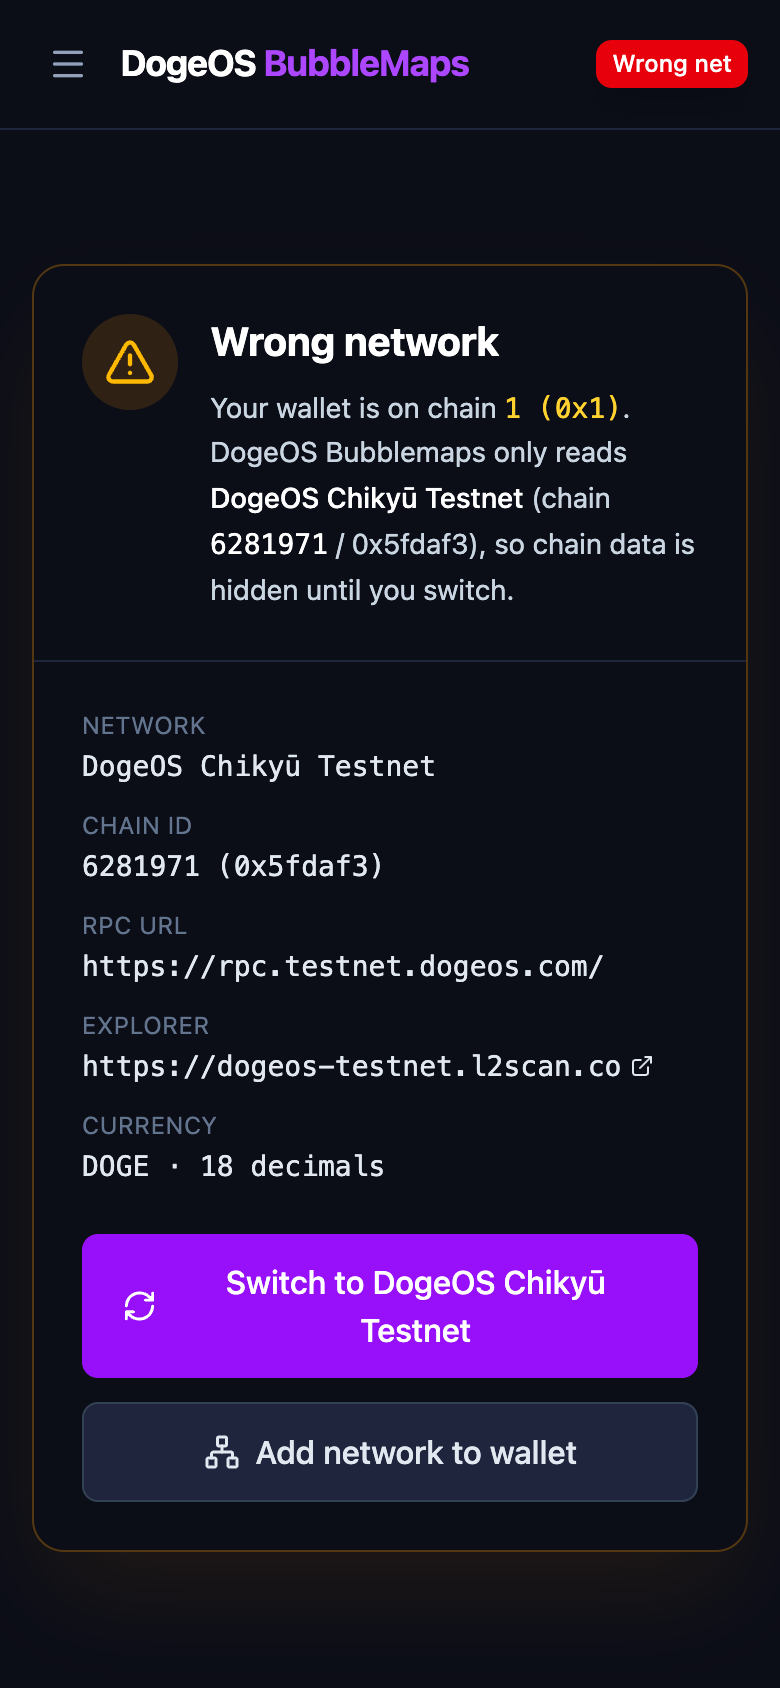 DogeOS BubbleMaps
Wrong net
Wrong network
Your wallet is on chain 1 (0x1).
DogeOS Bubblemaps only reads
DogeOS Chikyū Testnet (chain
6281971 / 0x5fdaf3), so chain data is
hidden until you switch.
NETWORK
DogeOS Chikyū Testnet
CHAIN ID
6281971 (0x5fdaf3)
RPC URL
https://rpc.testnet.dogeos.com/
EXPLORER
https://dogeos-testnet.l2scan.co
CURRENCY
DOGE · 18 decimals
Switch to DogeOS Chikyū
Testnet
Add network to wallet